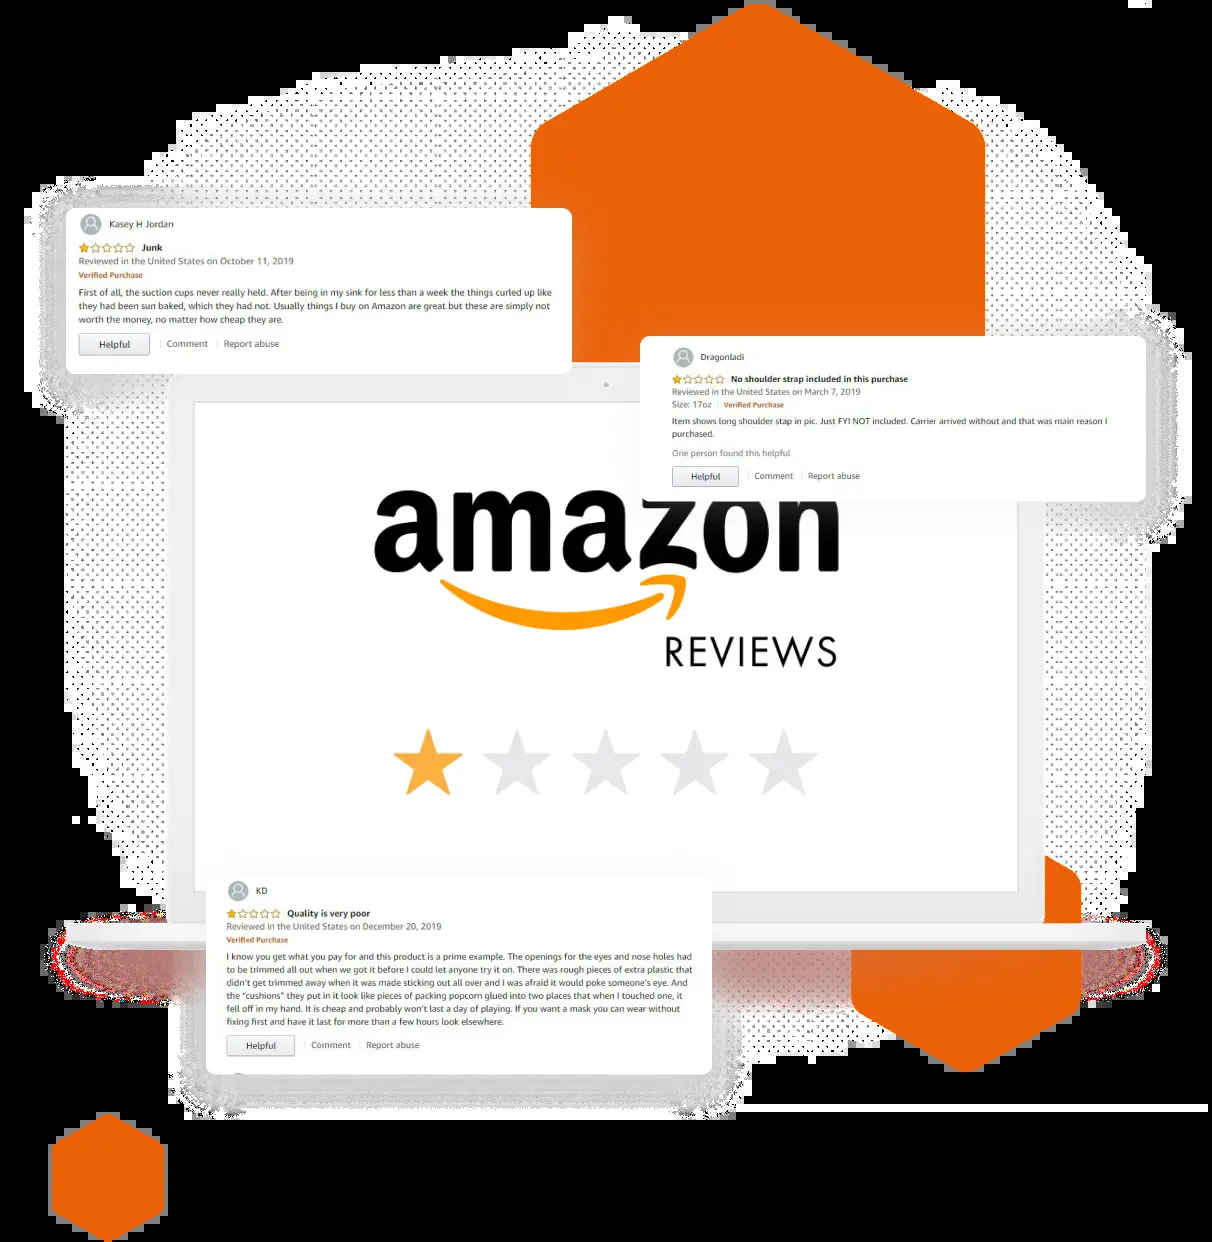 Kasey H Jordan
Junk
Reviewed in the United States on October 11, 2019
Verified Purchase
First of all, the suction cups never really held. After being in my sink for less than a week the things curled up like
they had been sun baked, which they had not. Usually things I buy on Amazon are great but these are simply not
worth the money, no matter how cheap they are.
Helpful Comment Report abuse
Dragonladi
No shoulder strap included in this purchase
Reviewed in the United States on March 7, 2019
Size: 17oz Verified Purchase
Item shows long shoulder stap in pic. Just FYI NOT included. Carrier arrived without and that was main reason I
purchased.
One person found this helpful
Helpful Comment Report abuse
amazon
REVIEWS
KD
Quality is very poor
Reviewed in the United States on December 20, 2019
Verified Purchase
I know you get what you pay for and this product is a prime example. The openings for the eyes and nose holes had
to be trimmed all out when we got it before I could let anyone try it on. There was rough pieces of extra plastic that
didn't get trimmed away when it was made sticking out all over and I was afraid it would poke someone's eye. And
the "cushions" they put in it look like pieces of packing popcorn glued into two places that when I touched one, it
fell off in my hand. It is cheap and probably won't last a day of playing. If you want a mask you can wear without
fixing first and have it last for more than a few hours look elsewhere.
Helpful Comment Report abuse